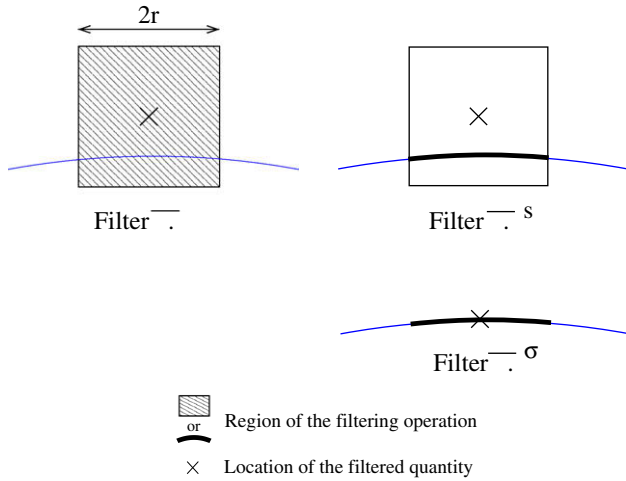 2r
Filter —.
Filter —. s
Filter —. σ
or
Region of the filtering operation
Location of the filtered quantity